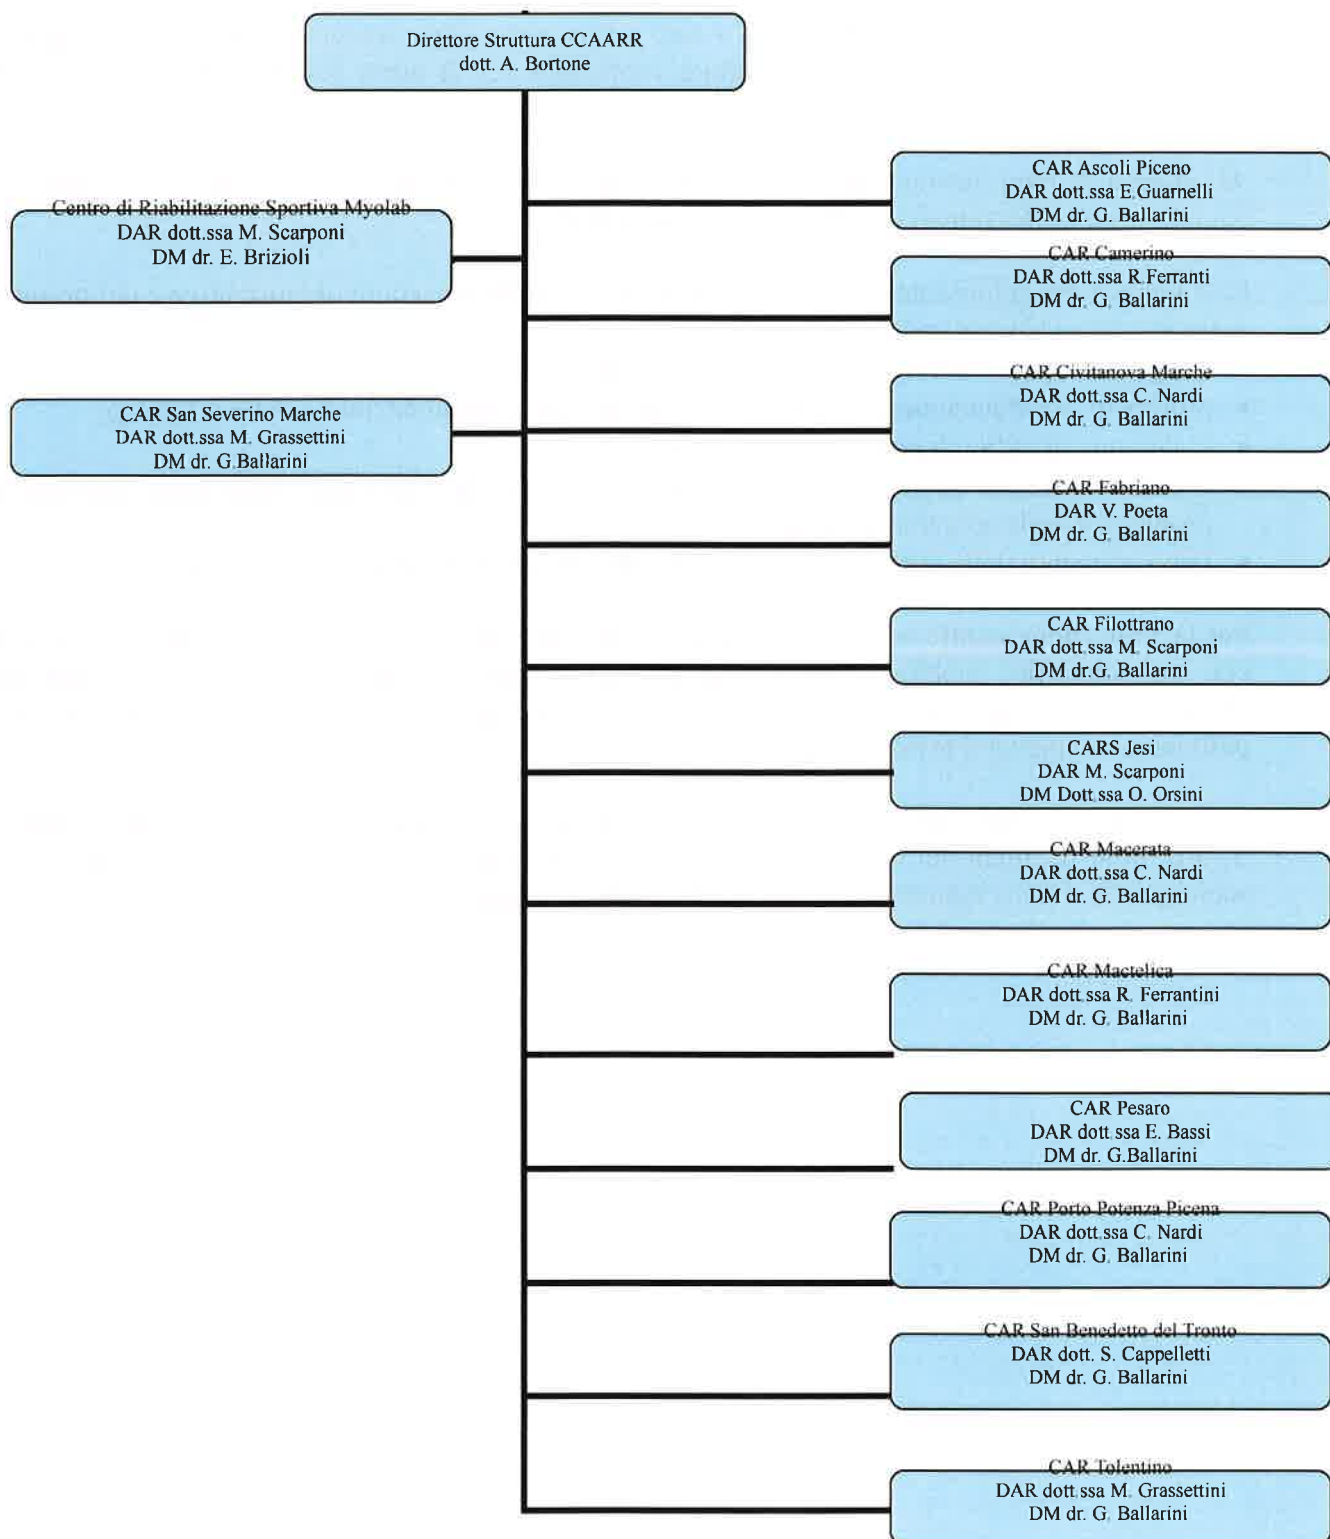 Direttore Struttura CCAARR
dott. A. Bortone
Centro di Riabilitazione Sportiva Myolab
DAR dott.ssa M. Scarponi
DM dr. E. Brizioli
CAR San Severino Marche
DAR dott.ssa M. Grassettini
DM dr. G.Ballarini
CAR Ascoli Piceno
DAR dott.ssa E.Guarnelli
DM dr. G. Ballarini
CAR Camerino
DAR dott.ssa R.Ferranti
DM dr. G. Ballarini
CAR Civitanova Marche
DAR dott.ssa C. Nardi
DM dr. G. Ballarini
CAR Fabriano
DAR V. Poeta
DM dr. G. Ballarini
CAR Filottrano
DAR dott.ssa M. Scarponi
DM dr.G. Ballarini
CARS Jesi
DAR M. Scarponi
DM Dott.ssa O. Orsini
CAR Macerata
DAR dott.ssa C. Nardi
DM dr. G. Ballarini
CAR Mactelica
DAR dott.ssa R. Ferrantini
DM dr. G. Ballarini
CAR Pesaro
DAR dott.ssa E. Bassi
DM dr. G.Ballarini
CAR Porto Potenza Picena
DAR dott.ssa C. Nardi
DM dr. G. Ballarini
CAR San Benedetto del Tronto
DAR dott. S. Cappelletti
DM dr. G. Ballarini
CAR Tolentino
DAR dott.ssa M. Grassettini
DM dr. G. Ballarini